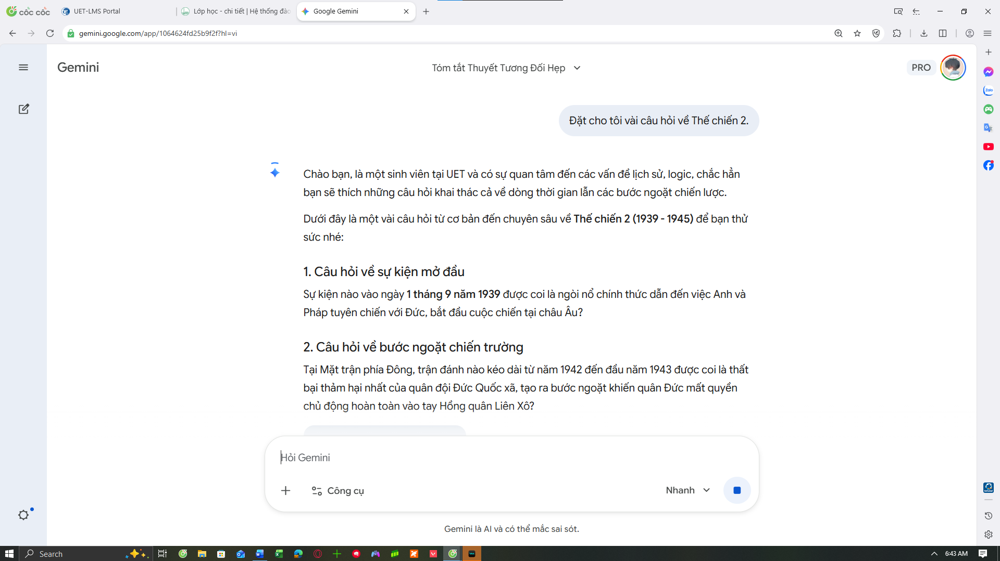 cốc cốc
UET-LMS Portal
Lớp học - chi tiết | Hệ thống đào
Google Gemini
gemini.google.com/app/1064624fd25b9f2f?hl=vi
Gemini
Tóm tắt Thuyết Tương Đối Hẹp
PRO
Zalo
Đặt cho tôi vài câu hỏi về Thế chiến 2.
Chào bạn, là một sinh viên tại UET và có sự quan tâm đến các vấn đề lịch sử, logic, chắc hẳn
bạn sẽ thích những câu hỏi khai thác cả về dòng thời gian lẫn các bước ngoặt chiến lược.
Dưới đây là một vài câu hỏi từ cơ bản đến chuyên sâu về Thế chiến 2 (1939 - 1945) để bạn thử
sức nhé:
1. Câu hỏi về sự kiện mở đầu
Sự kiện nào vào ngày 1 tháng 9 năm 1939 được coi là ngòi nổ chính thức dẫn đến việc Anh và
Pháp tuyên chiến với Đức, bắt đầu cuộc chiến tại châu Âu?
2. Câu hỏi về bước ngoặt chiến trường
Tại Mặt trận phía Đông, trận đánh nào kéo dài từ năm 1942 đến đầu năm 1943 được coi là thất
bại thảm hại nhất của quân đội Đức Quốc xã, tạo ra bước ngoặt khiến quân Đức mất quyền
chủ động hoàn toàn vào tay Hồng quân Liên Xô?
Hỏi Gemini
Công cụ
Nhanh
Gemini là AI và có thể mắc sai sót.
Search
6:43 AM